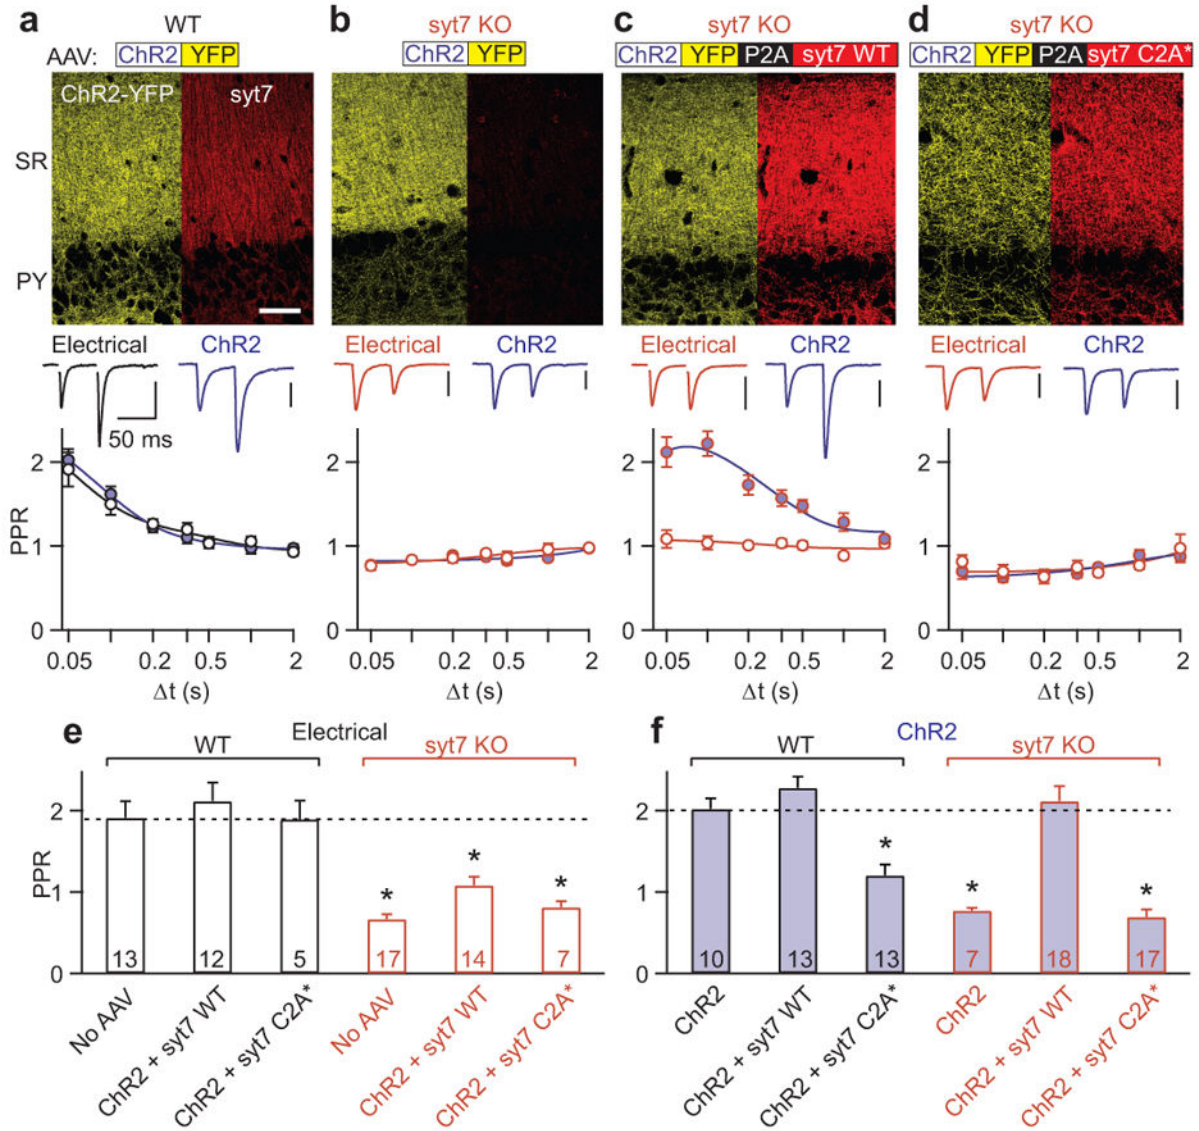 a WT b syt7 KO c syt7 KO d syt7 KO
AAV: ChR2 YFP ChR2 YFP ChR2 YFP P2A syt7 WT ChR2 YFP P2A syt7 C2A*
ChR2-YFP syt7
SR
PY
Electrical ChR2 Electrical ChR2 Electrical ChR2 Electrical ChR2
50 ms
2 2 2 2
PPR
1 1 1 1
0 0 0 0
0.05 0.2 0.5 2 0.05 0.2 0.5 2 0.05 0.2 0.5 2 0.05 0.2 0.5 2
Δt (s) Δt (s) Δt (s) Δt (s)
e Electrical f ChR2
WT syt7 KO WT syt7 KO
2 2
PPR
1 * * * 1 * * *
13 12 5 17 14 7 10 13 13 7 18 17
0 0
No AAV
ChR2 + syt7 WT
ChR2 + syt7 C2A*
No AAV
ChR2 + syt7 WT
ChR2 + syt7 C2A*
ChR2
ChR2 + syt7 WT
ChR2 + syt7 C2A*
ChR2
ChR2 + syt7 WT
ChR2 + syt7 C2A*